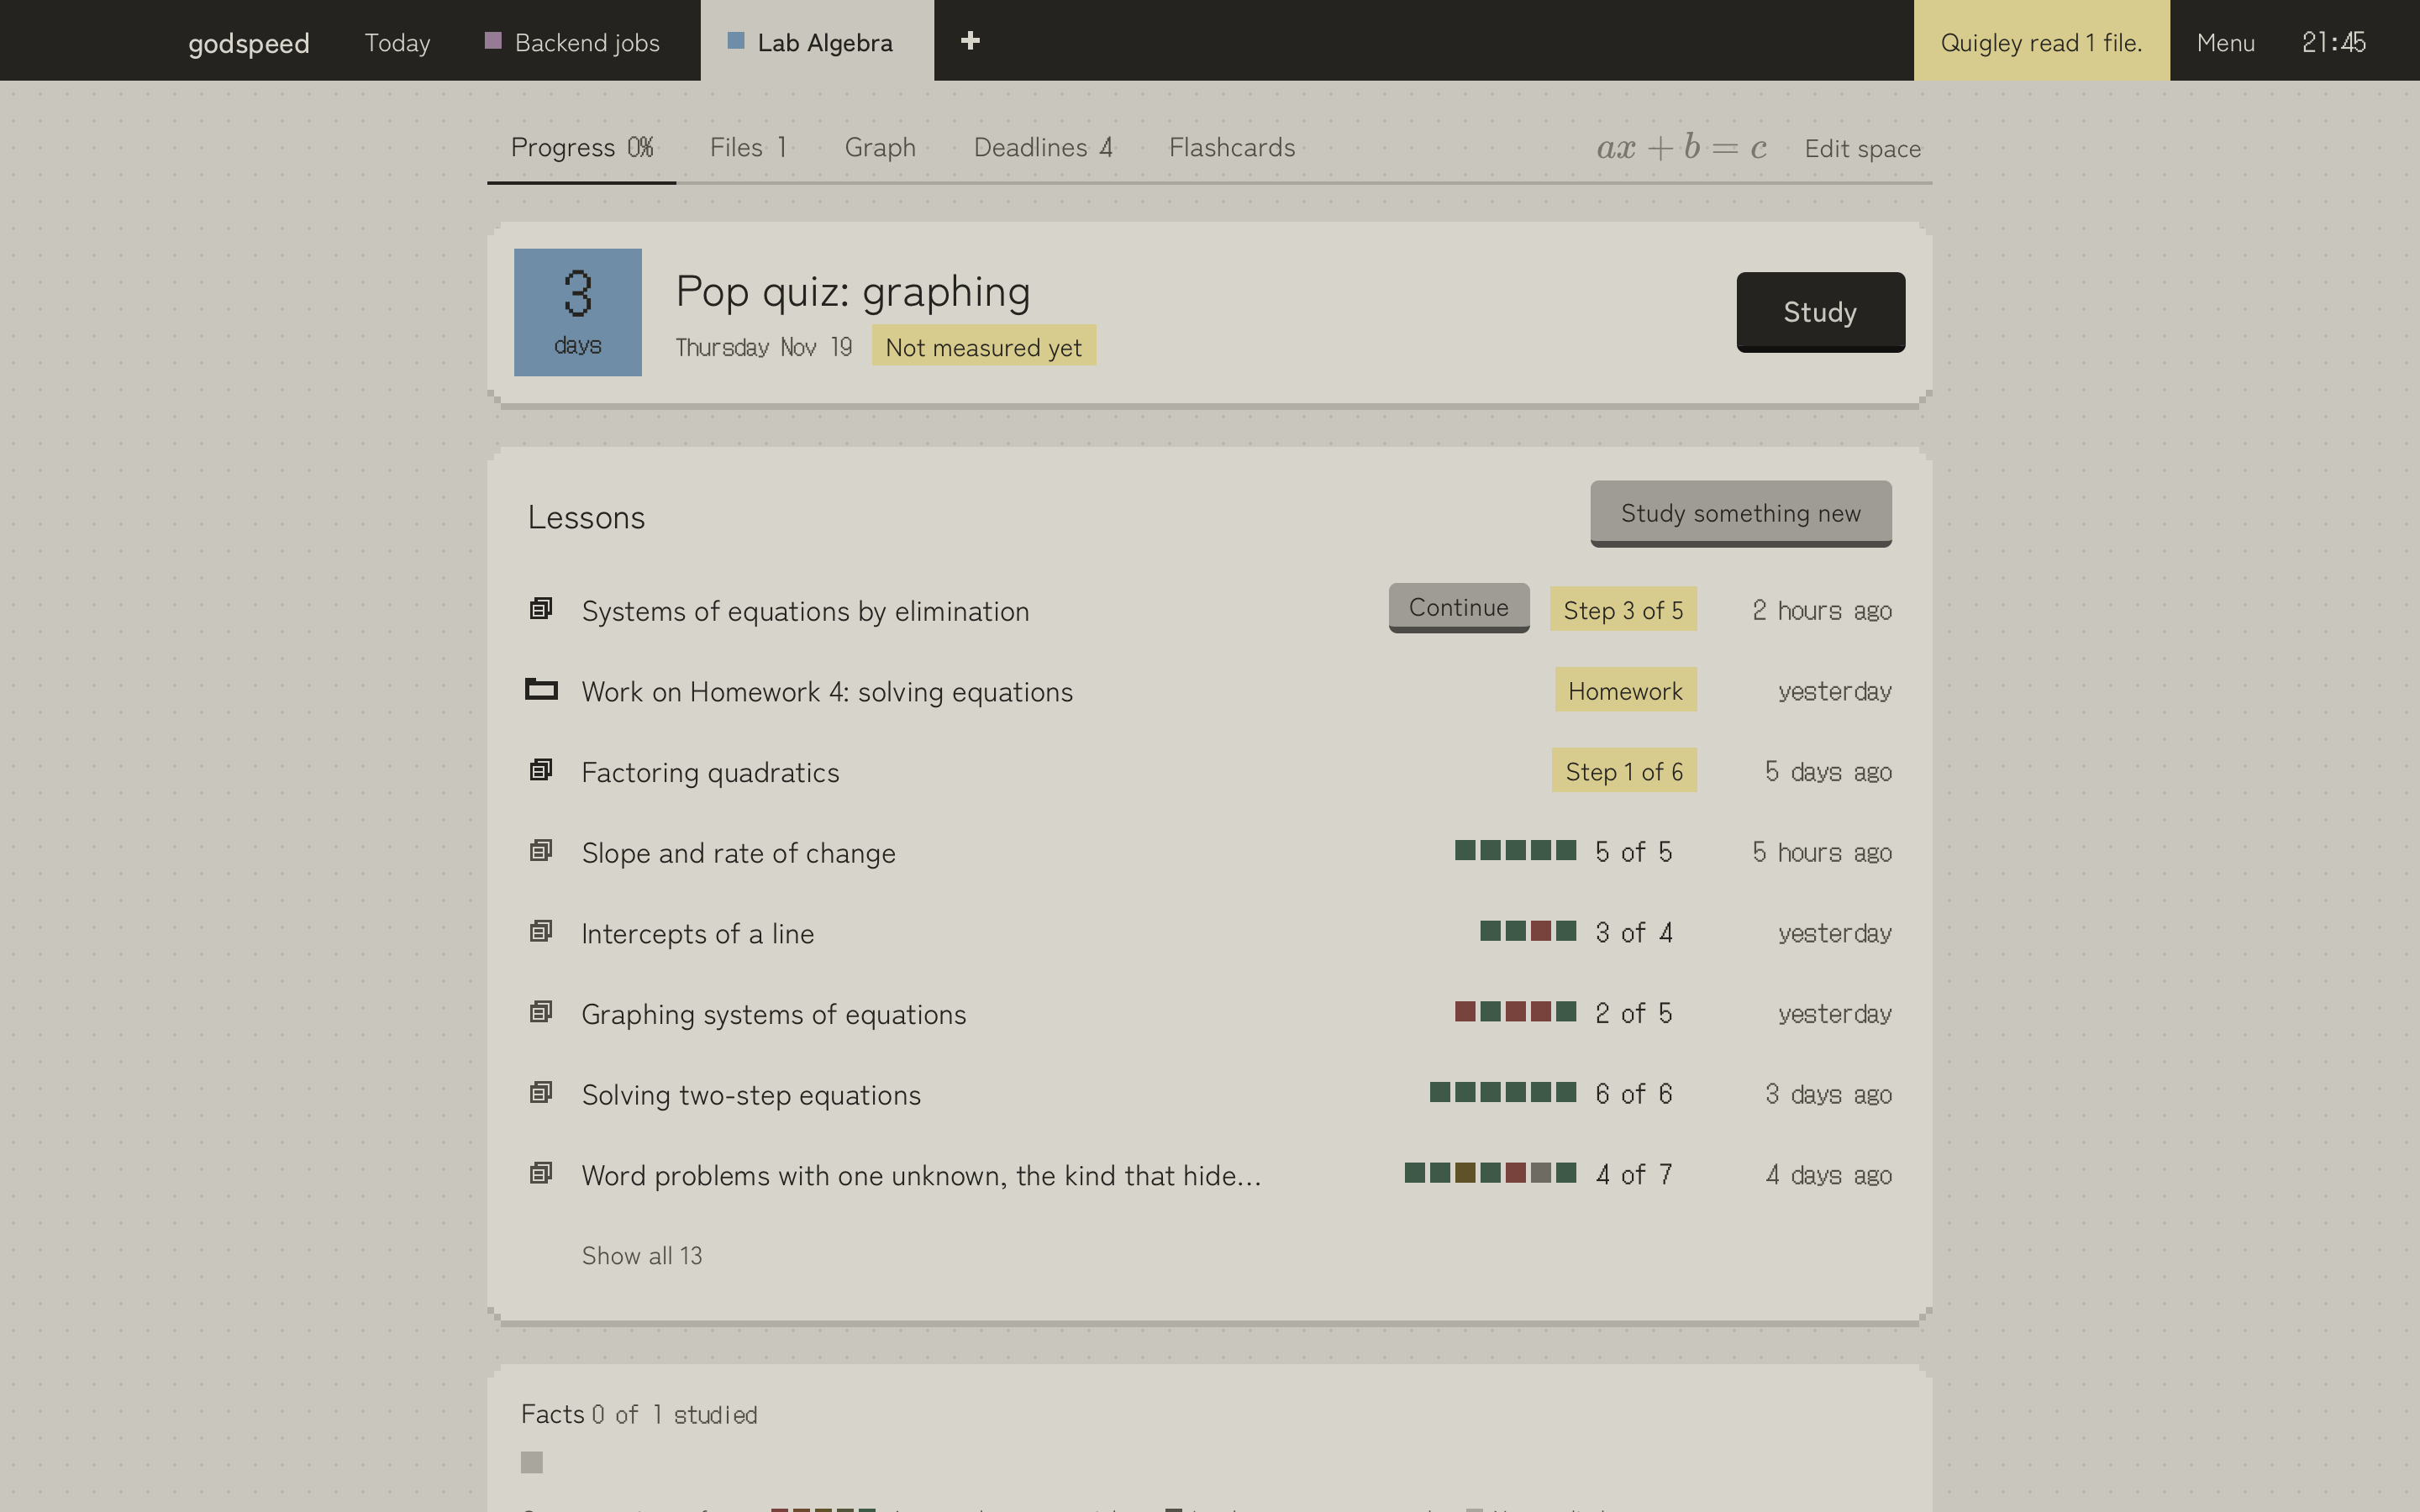 godspeed Today Backend jobs Lab Algebra + Quigley read 1 file. Menu 21:45
Progress 0% Files 1 Graph Deadlines 4 Flashcards ax + b = c Edit space
3 days
Pop quiz: graphing
Thursday Nov 19 Not measured yet
Study
Lessons Study something new
Systems of equations by elimination Continue Step 3 of 5 2 hours ago
Work on Homework 4: solving equations Homework yesterday
Factoring quadratics Step 1 of 6 5 days ago
Slope and rate of change 5 of 5 5 hours ago
Intercepts of a line 3 of 4 yesterday
Graphing systems of equations 2 of 5 yesterday
Solving two-step equations 6 of 6 3 days ago
Word problems with one unknown, the kind that hide... 4 of 7 4 days ago
Show all 13
Facts 0 of 1 studied